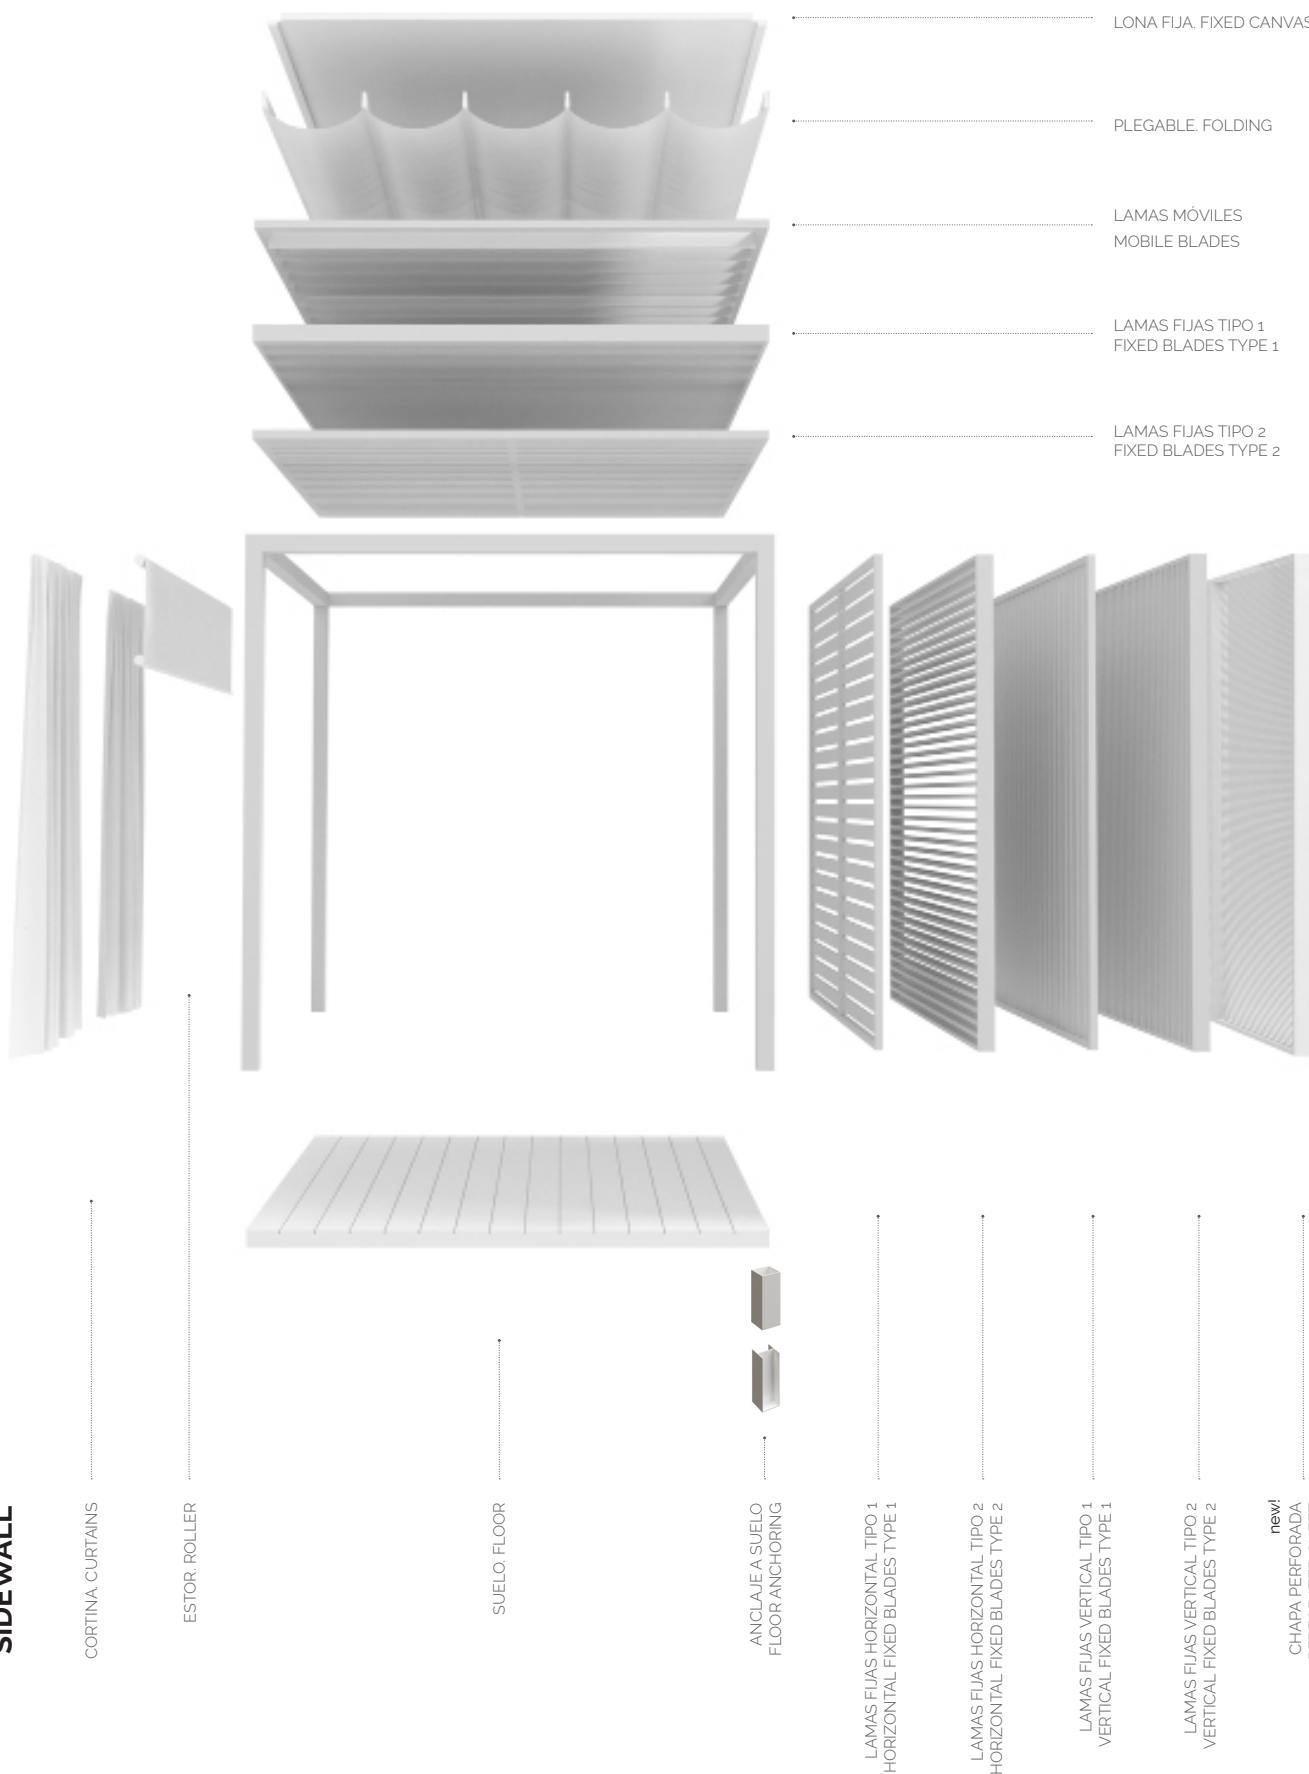 LONA FIJA. FIXED CANVAS
PLEGABLE. FOLDING
LAMAS MÓVILES
MOBILE BLADES
LAMAS FIJAS TIPO 1
FIXED BLADES TYPE 1
LAMAS FIJAS TIPO 2
FIXED BLADES TYPE 2
SIDEWALL
CORTINA. CURTAINS
ESTOR. ROLLER
SUELO. FLOOR
ANCLAJE A SUELO
FLOOR ANCHORING
LAMAS FIJAS HORIZONTAL TIPO 1
HORIZONTAL FIXED BLADES TYPE 1
LAMAS FIJAS HORIZONTAL TIPO 2
HORIZONTAL FIXED BLADES TYPE 2
LAMAS FIJAS VERTICAL TIPO 1
VERTICAL FIXED BLADES TYPE 1
LAMAS FIJAS VERTICAL TIPO 2
VERTICAL FIXED BLADES TYPE 2
new!
CHAPA PERFORADA